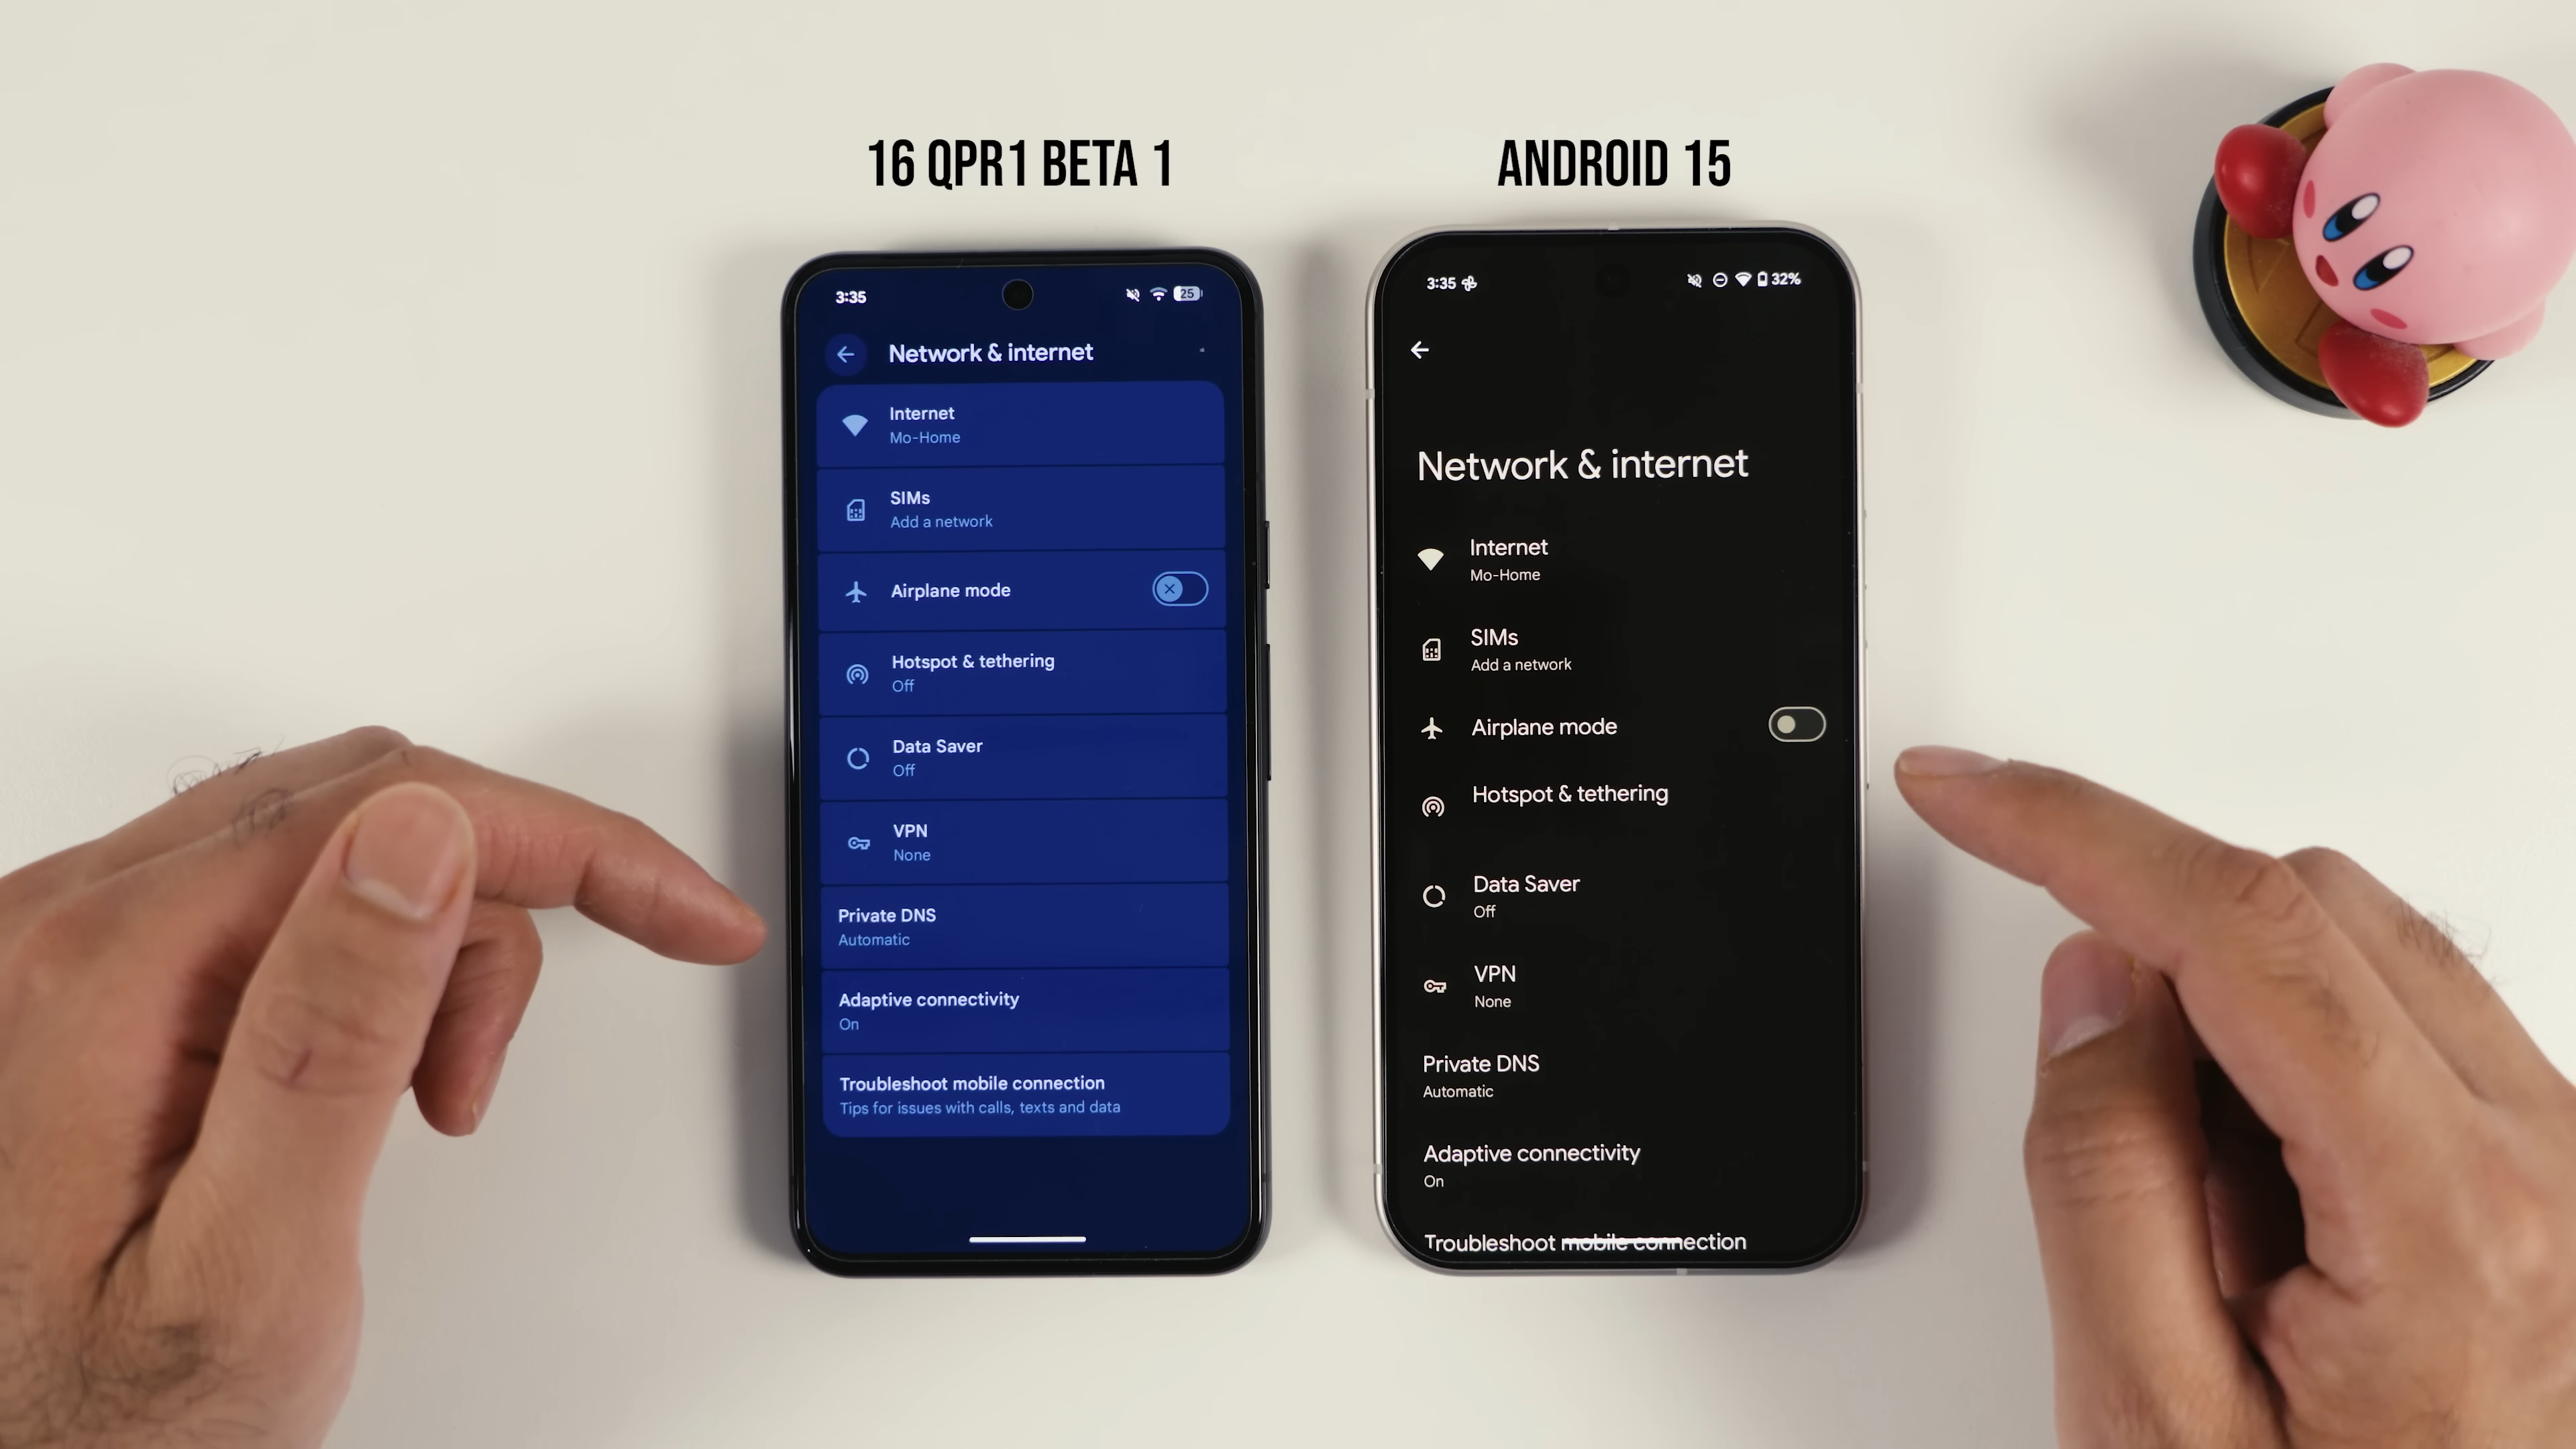 16 QPR1 BETA 1
3:35
25
Network & internet
Internet
Mo-Home
SIMs
Add a network
Airplane mode
Hotspot & tethering
Off
Data Saver
Off
VPN
None
Private DNS
Automatic
Adaptive connectivity
On
Troubleshoot mobile connection
Tips for issues with calls, texts and data
ANDROID 15
3:35
32%
Network & internet
Internet
Mo-Home
SIMs
Add a network
Airplane mode
Hotspot & tethering
Data Saver
Off
VPN
None
Private DNS
Automatic
Adaptive connectivity
On
Troubleshoot mobile connection